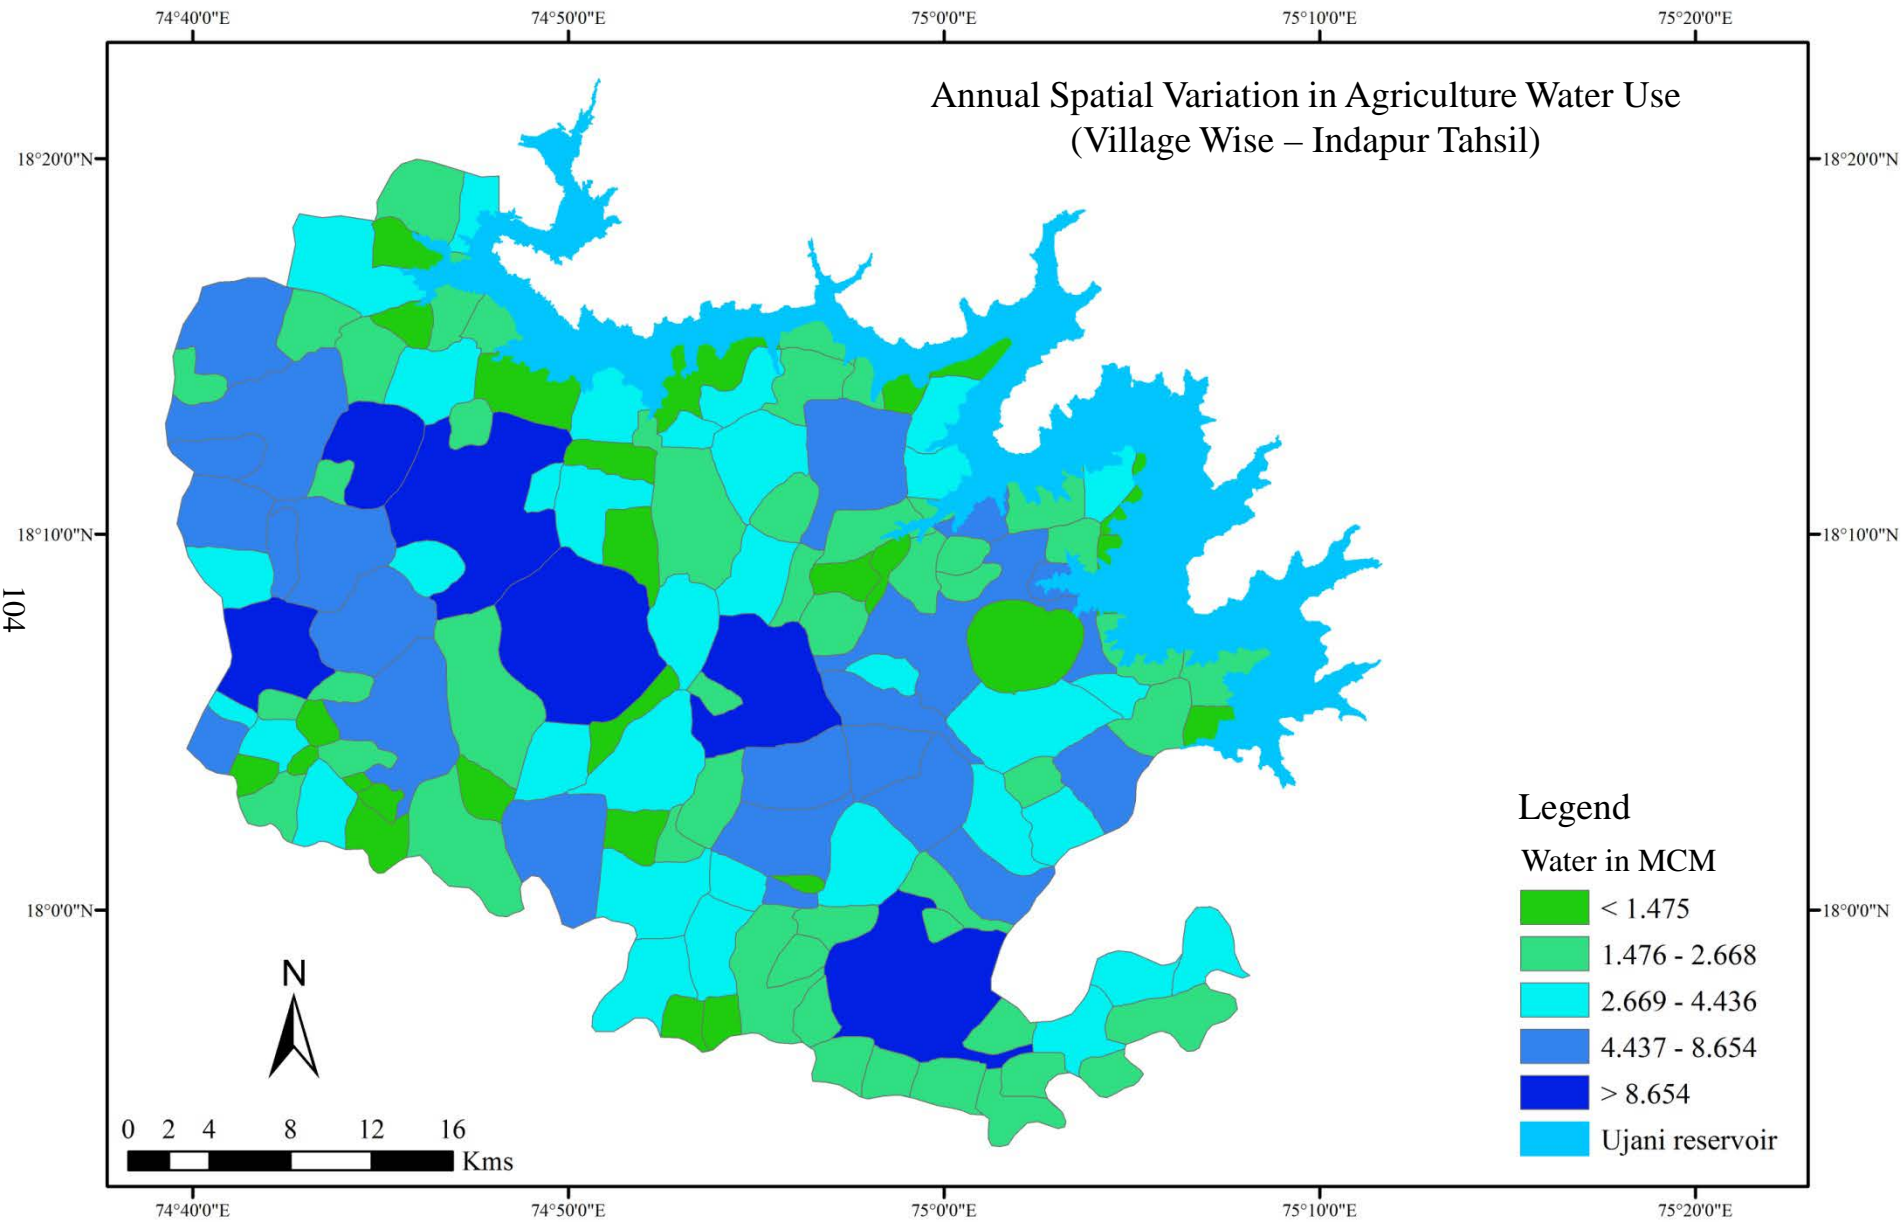 74°40'0"E 74°50'0"E 75°0'0"E 75°10'0"E 75°20'0"E
Annual Spatial Variation in Agriculture Water Use
(Village Wise – Indapur Tahsil)
18°20'0"N 18°20'0"N
18°10'0"N 18°10'0"N
104
Legend
Water in MCM
< 1.475
18°0'0"N 18°0'0"N
1.476 - 2.668
N
2.669 - 4.436
4.437 - 8.654
> 8.654
0 2 4 8 12 16
Ujani reservoir
Kms
74°40'0"E 74°50'0"E 75°0'0"E 75°10'0"E 75°20'0"E